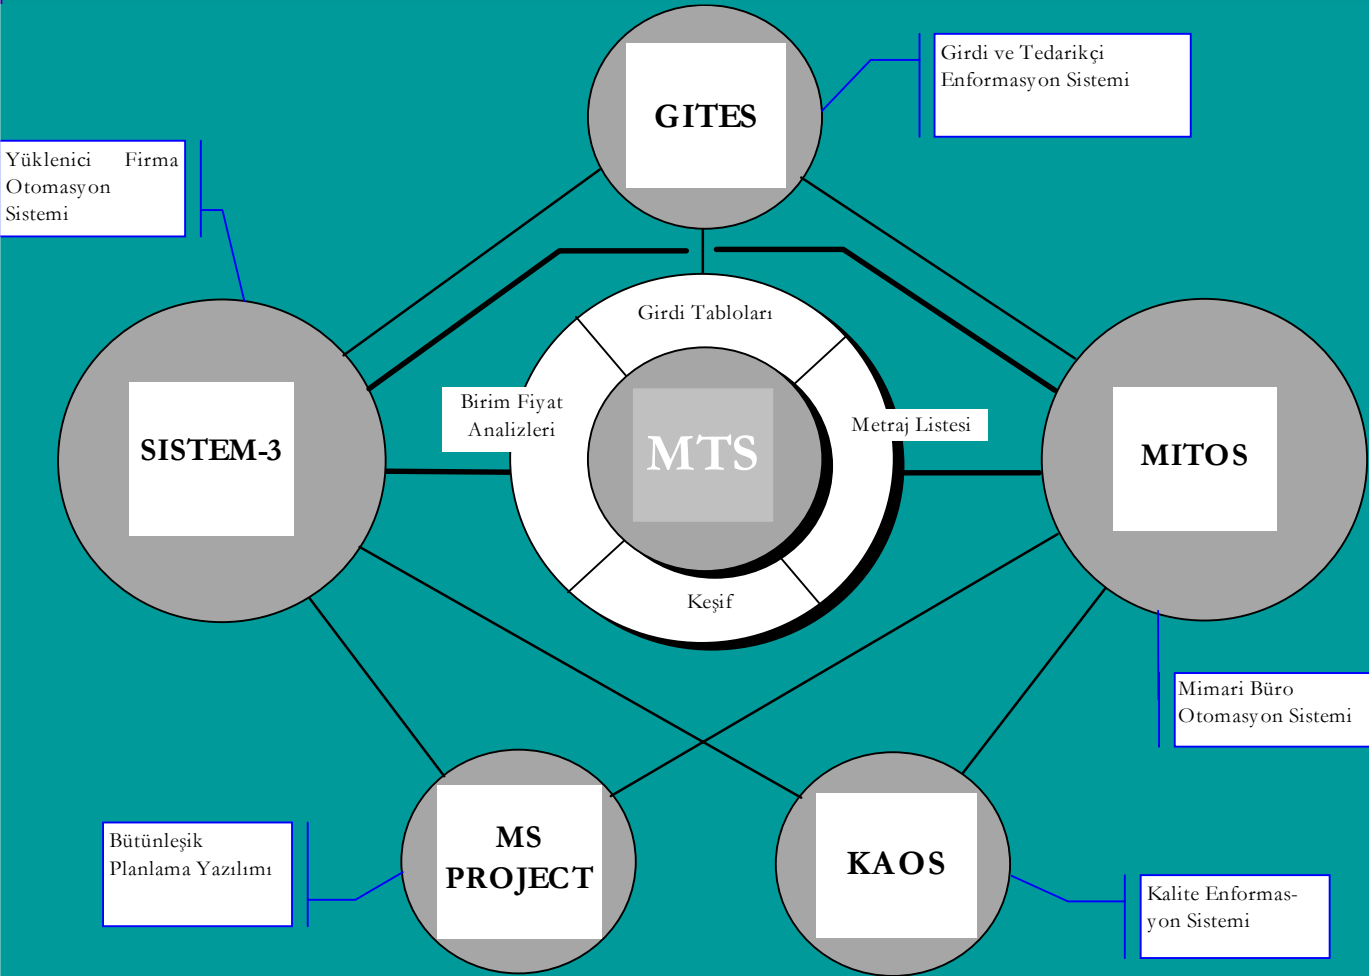 GITES
Girdi ve Tedarikçi
Enformasyon Sistemi
Yüklenici Firma
Otomasyon
Sistemi
Girdi Tabloları
Birim Fiyat
Analizleri
MTS
Metraj Listesi
Keşif
SISTEM-3
MITOS
Mimari Büro
Otomasyon Sistemi
Bütünleşik
Planlama Yazılımı
MS
PROJECT
KAOS
Kalite Enformas-
yon Sistemi